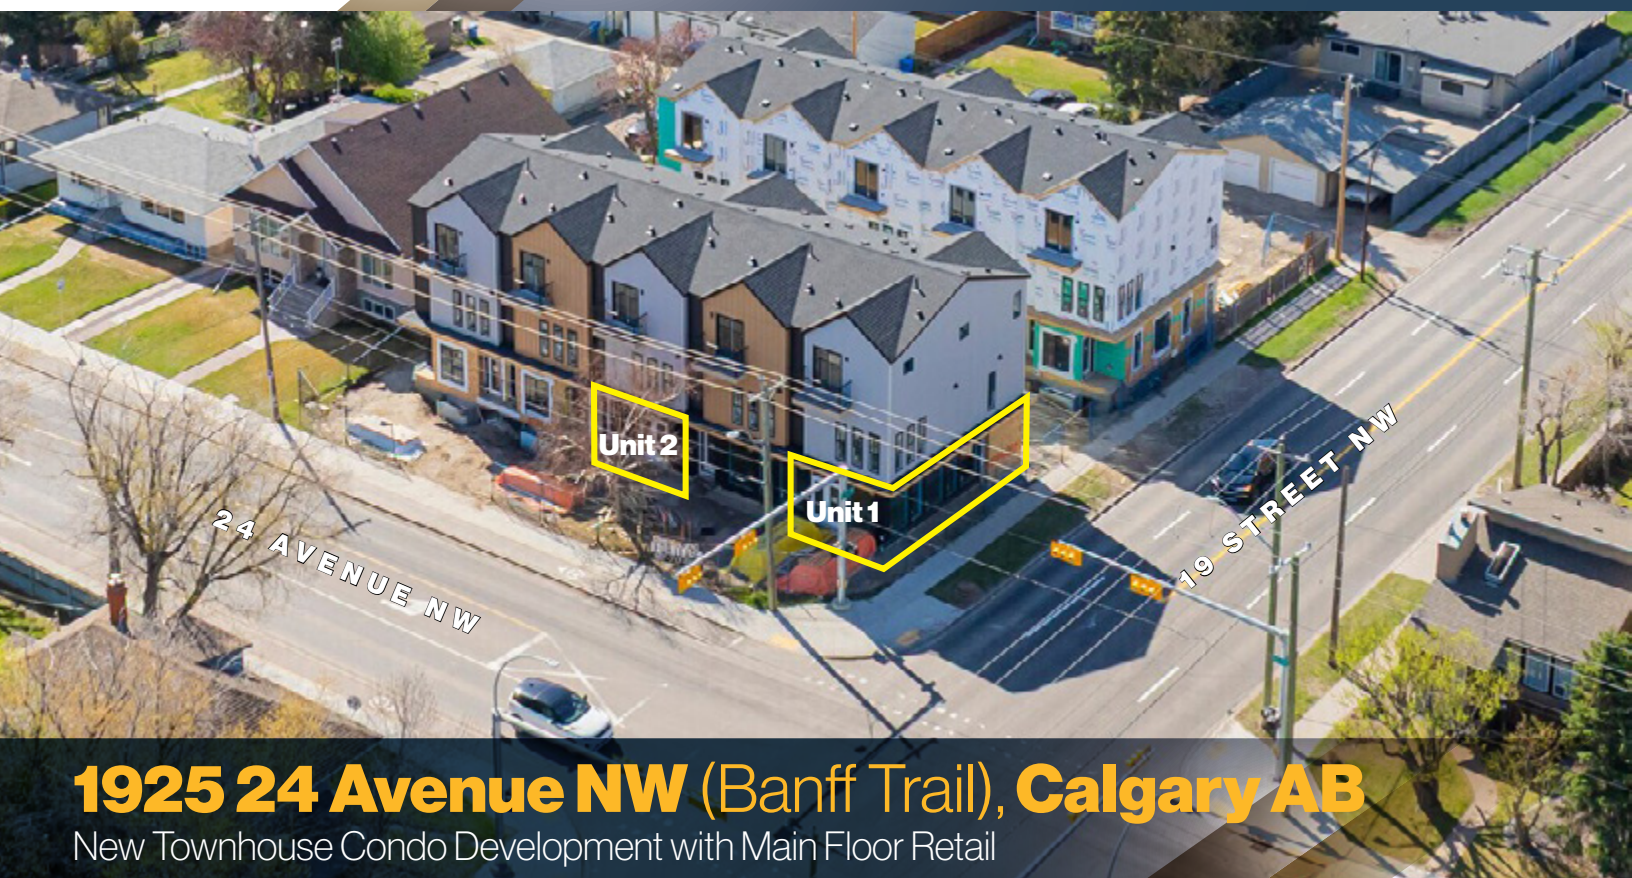 Unit 2
Unit 1
24 AVENUE NW
19 STREET NW
1925 24 Avenue NW (Banff Trail), Calgary AB
New Townhouse Condo Development with Main Floor Retail